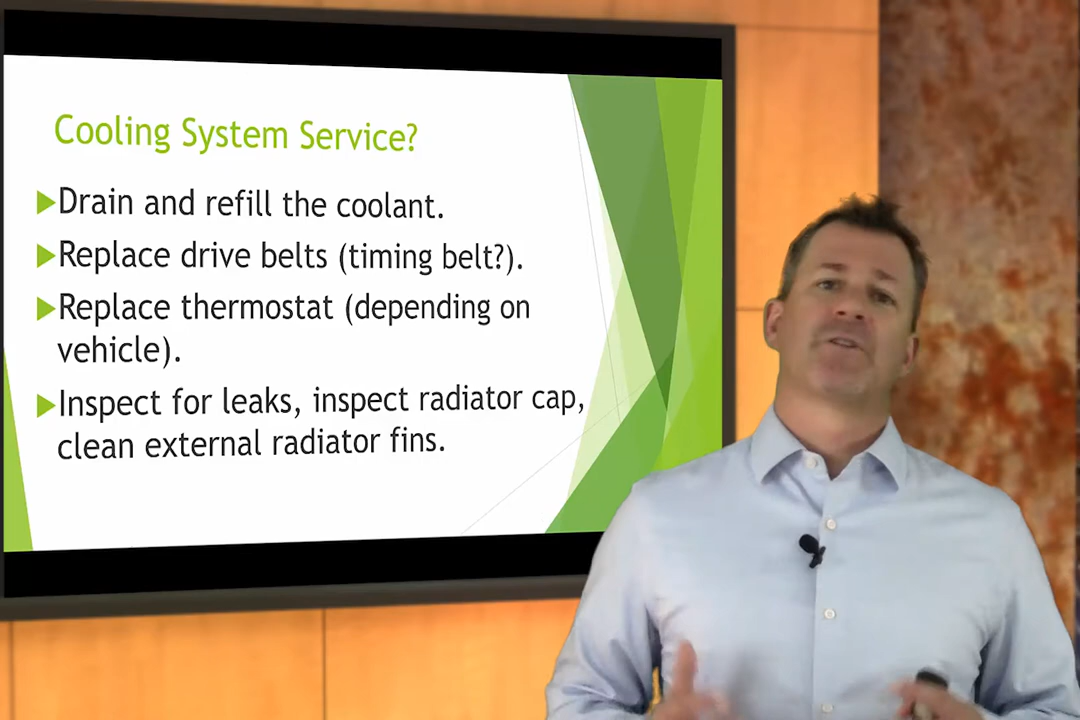 Cooling System Service?
Drain and refill the coolant.
Replace drive belts (timing belt?).
Replace thermostat (depending on
vehicle).
Inspect for leaks, inspect radiator cap,
clean external radiator fins.